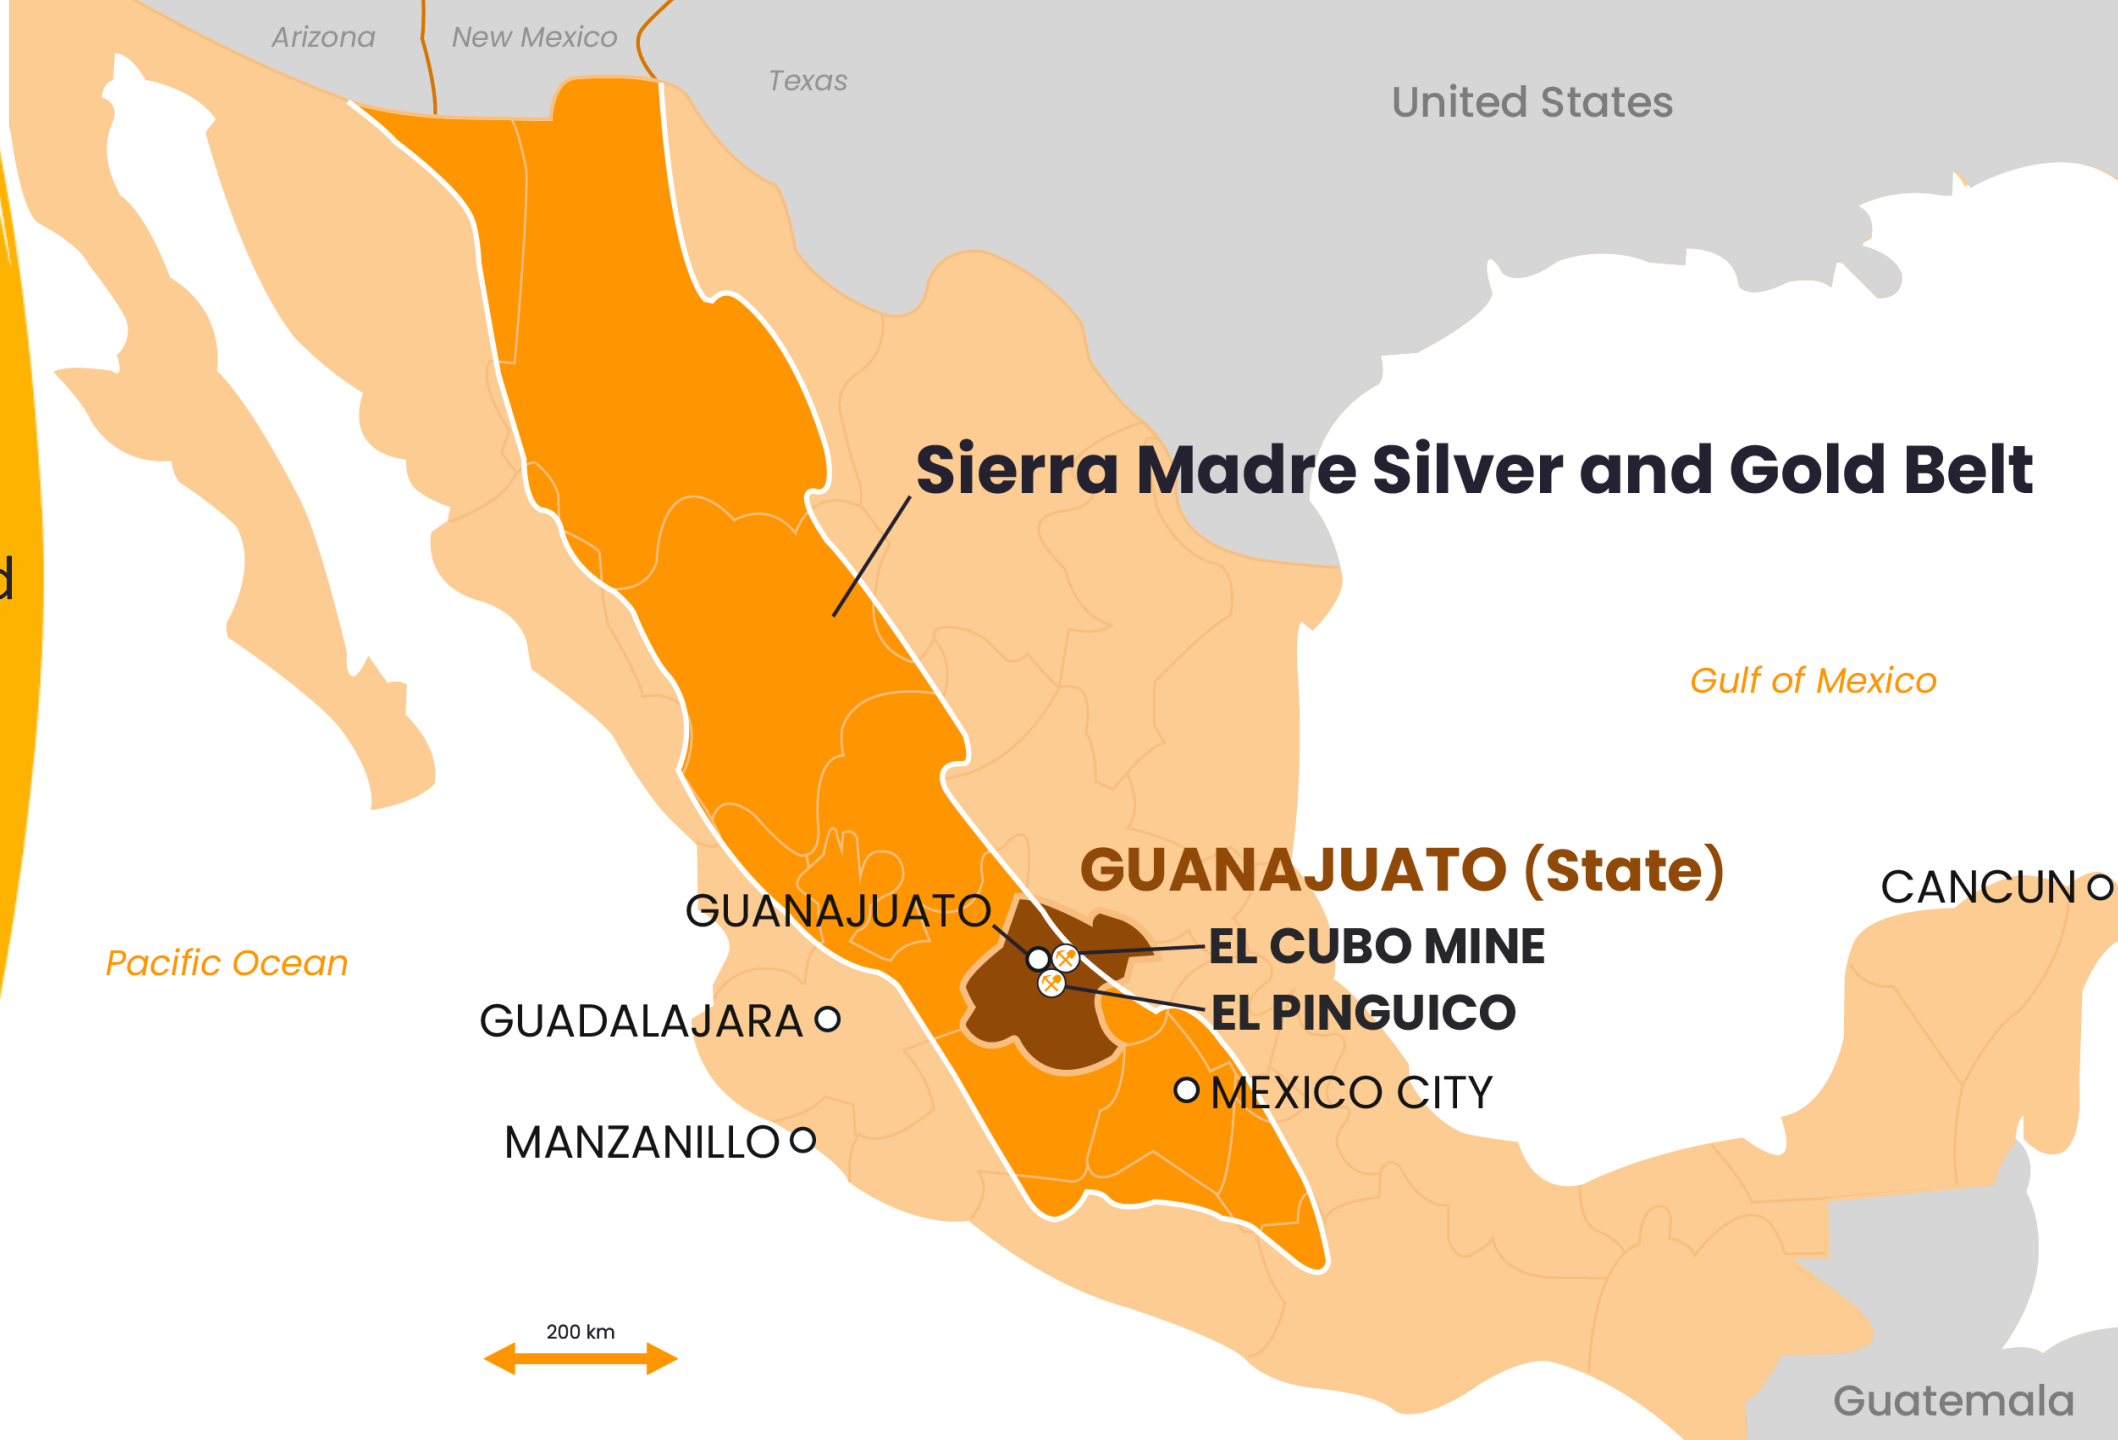 Arizona
New Mexico
Texas
United States
Sierra Madre Silver and Gold Belt
d
Gulf of Mexico
GUANAJUATO (State)
CANCUN
GUANAJUATO
EL CUBO MINE
Pacific Ocean
EL PINGUICO
GUADALAJARA
MEXICO CITY
MANZANILLO
200 km
Guatemala